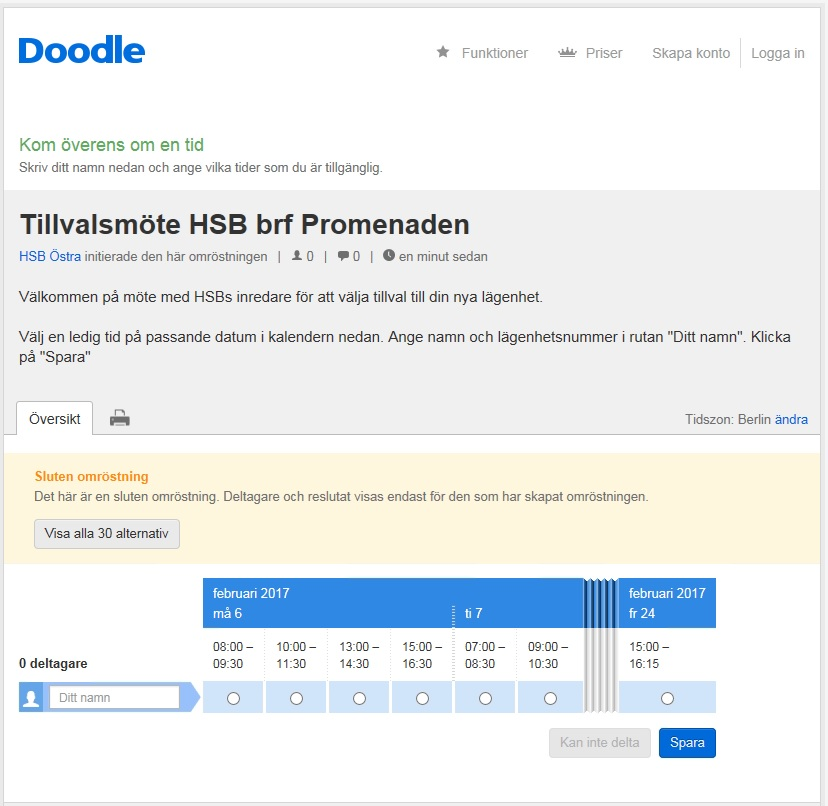 Doodle
Funktioner
Priser
Skapa konto
Logga in
Kom överens om en tid
Skriv ditt namn nedan och ange vilka tider som du är tillgänglig.
Tillvalsmöte HSB brf Promenaden
HSB Östra initierade den här omröstningen | 0 | 0 | en minut sedan
Välkommen på möte med HSBs inredare för att välja tillval till din nya lägenhet.
Välj en ledig tid på passande datum i kalendern nedan. Ange namn och lägenhetsnummer i rutan "Ditt namn". Klicka
på "Spara"
Översikt
Tidszon: Berlin ändra
Sluten omröstning
Det här är en sluten omröstning. Deltagare och reslutat visas endast för den som har skapat omröstningen.
Visa alla 30 alternativ
februari 2017 februari 2017
må 6 ti 7 fr 24
08:00 – 10:00 – 13:00 – 15:00 – 07:00 – 09:00 – 15:00 –
09:30 11:30 14:30 16:30 08:30 10:30 16:15
0 deltagare
Ditt namn
Kan inte delta
Spara